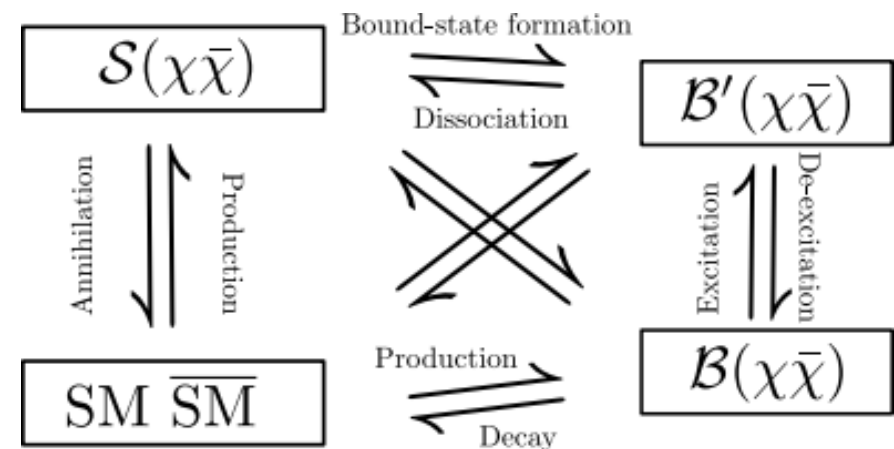 Bound-state formation
𝒮(χχ̄)
ℬ′(χχ̄)
Dissociation
Annihilation
Production
Excitation
De-excitation
Production
SM S̅M̅
ℬ(χχ̄)
Decay